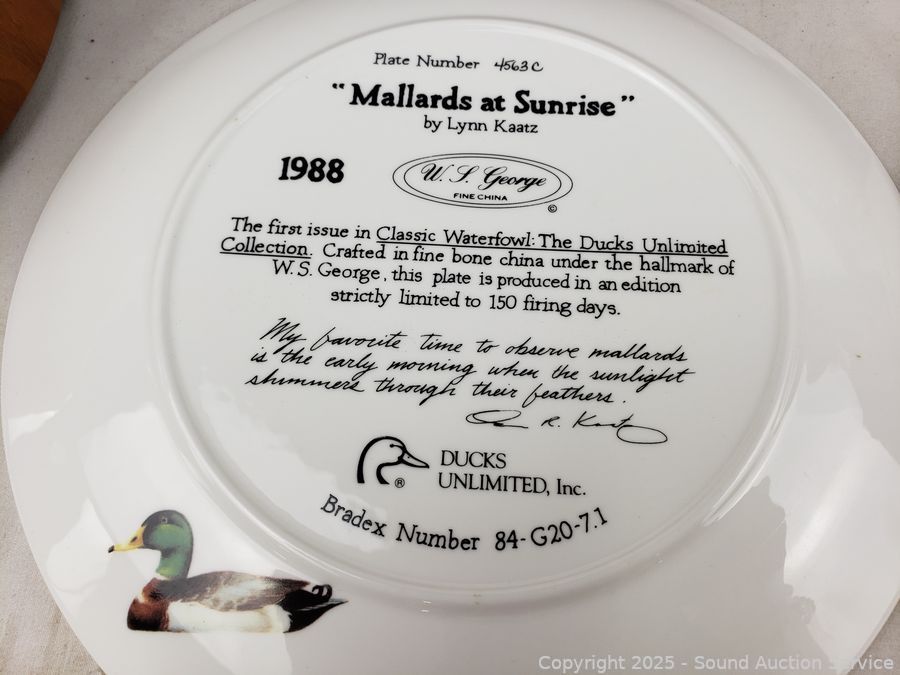 Plate Number 4563C
"Mallards at Sunrise"
by Lynn Kaatz
1988
W. S. George
FINE CHINA
©
The first issue in Classic Waterfowl: The Ducks Unlimited
Collection. Crafted in fine bone china under the hallmark of
W. S. George, this plate is produced in an edition
strictly limited to 150 firing days.
My favorite time to observe mallards
is the early morning when the sunlight
shimmers through their feathers.
R. Kaatz
DUCKS
UNLIMITED, Inc.
®
Bradex Number 84-G20-7.1
Copyright 2025 - Sound Auction Service